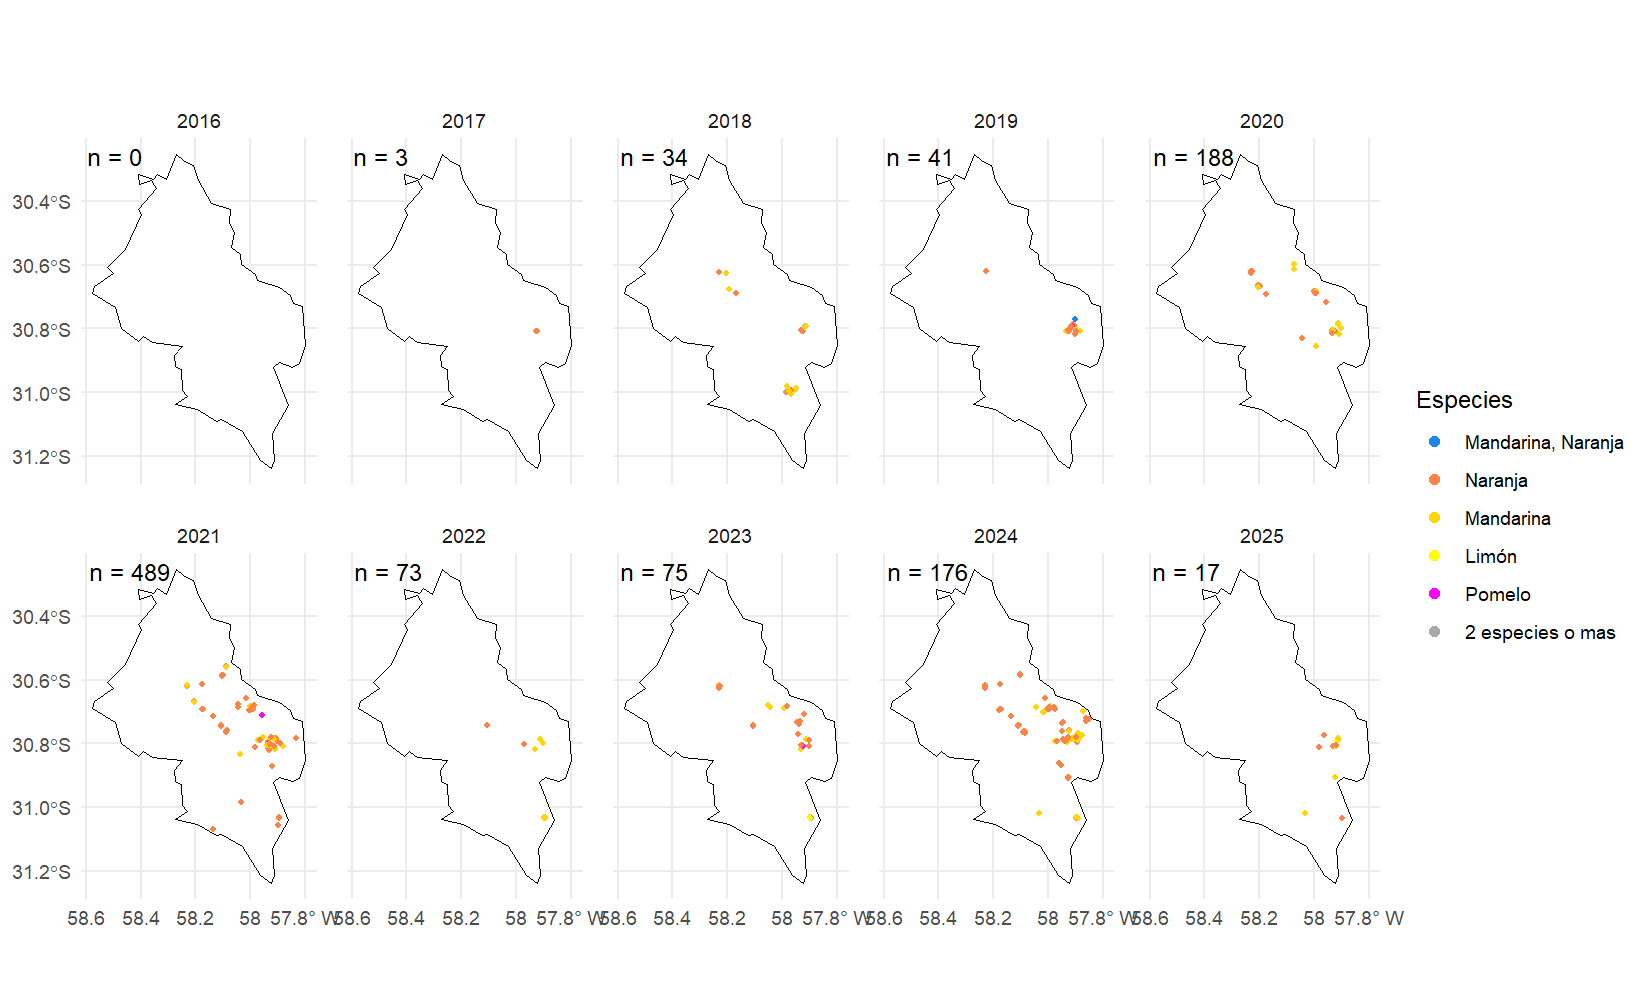 2016 2017 2018 2019 2020
n = 0 n = 3 n = 34 n = 41 n = 188
30.4°S
30.6°S
30.8°S
31.0°S
31.2°S
2021 2022 2023 2024 2025
n = 489 n = 73 n = 75 n = 176 n = 17
30.4°S
30.6°S
30.8°S
31.0°S
31.2°S
58.6 58.4 58.2 58 57.8° W 58.6 58.4 58.2 58 57.8° W 58.6 58.4 58.2 58 57.8° W 58.6 58.4 58.2 58 57.8° W 58.6 58.4 58.2 58 57.8° W
Especies
Mandarina, Naranja
Naranja
Mandarina
Limón
Pomelo
2 especies o mas